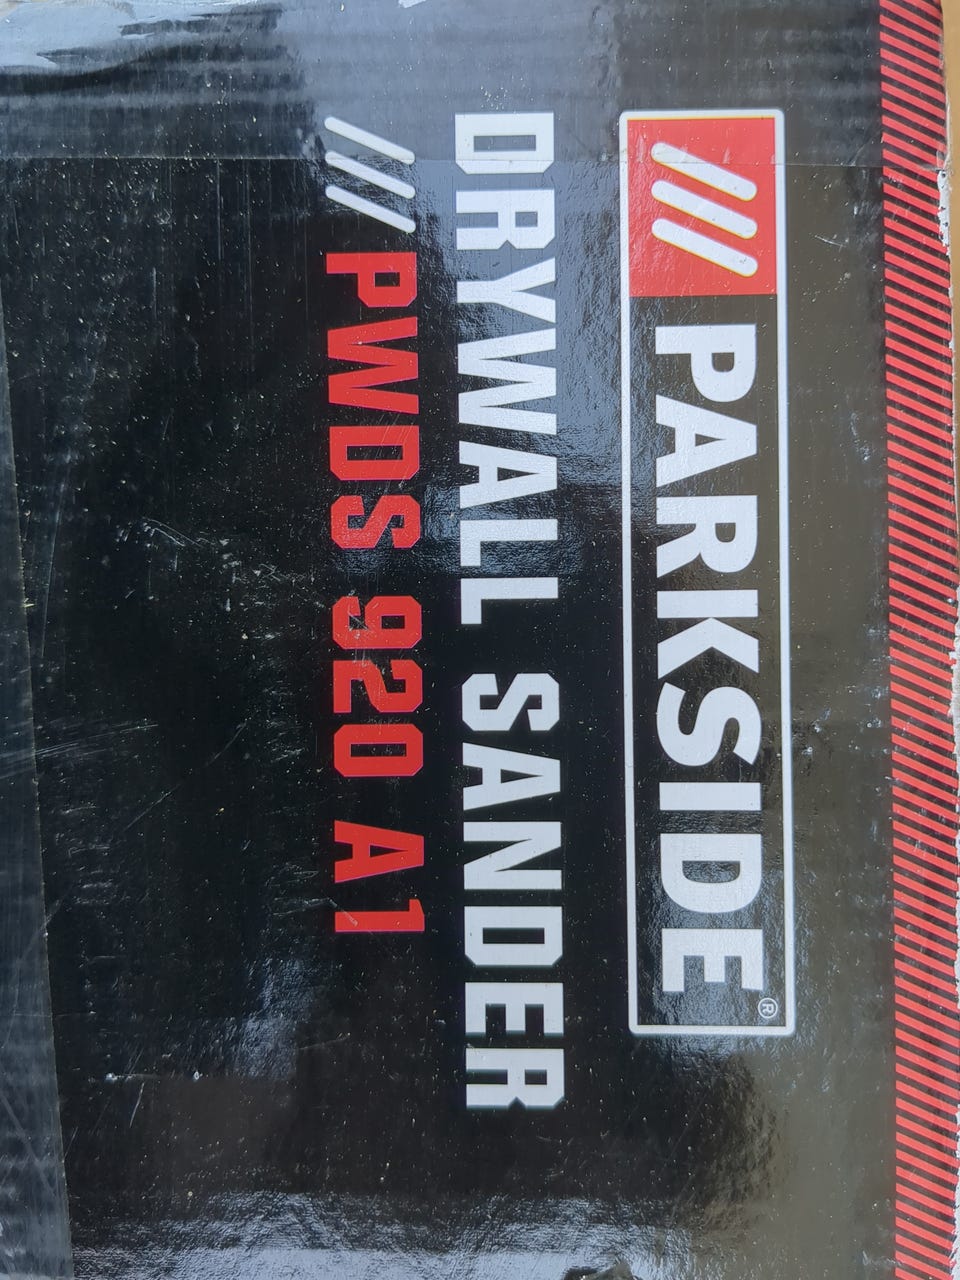 PARKSIDE®
DRYWALL SANDER
PWDS 920 A1